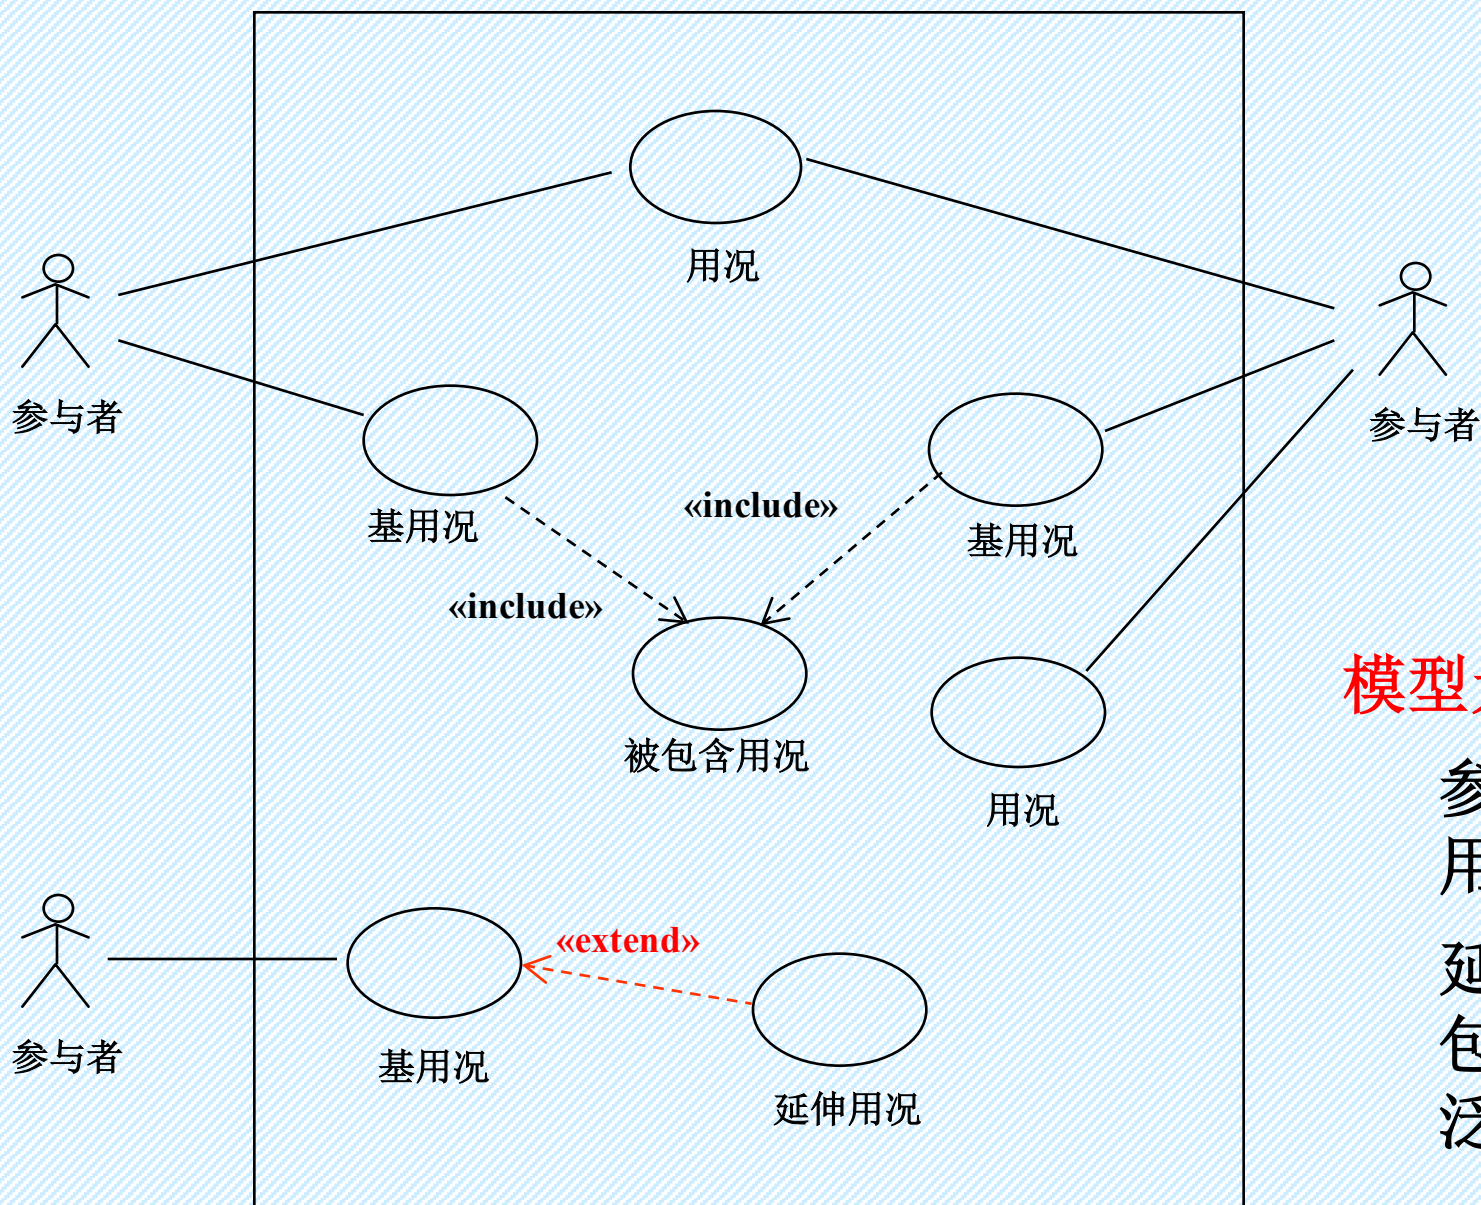 用况
参与者
参与者
基用况
«include»
基用况
«include»
被包含用况
用况
模型
参
用
延
包
泛
«extend»
参与者
基用况
延伸用况